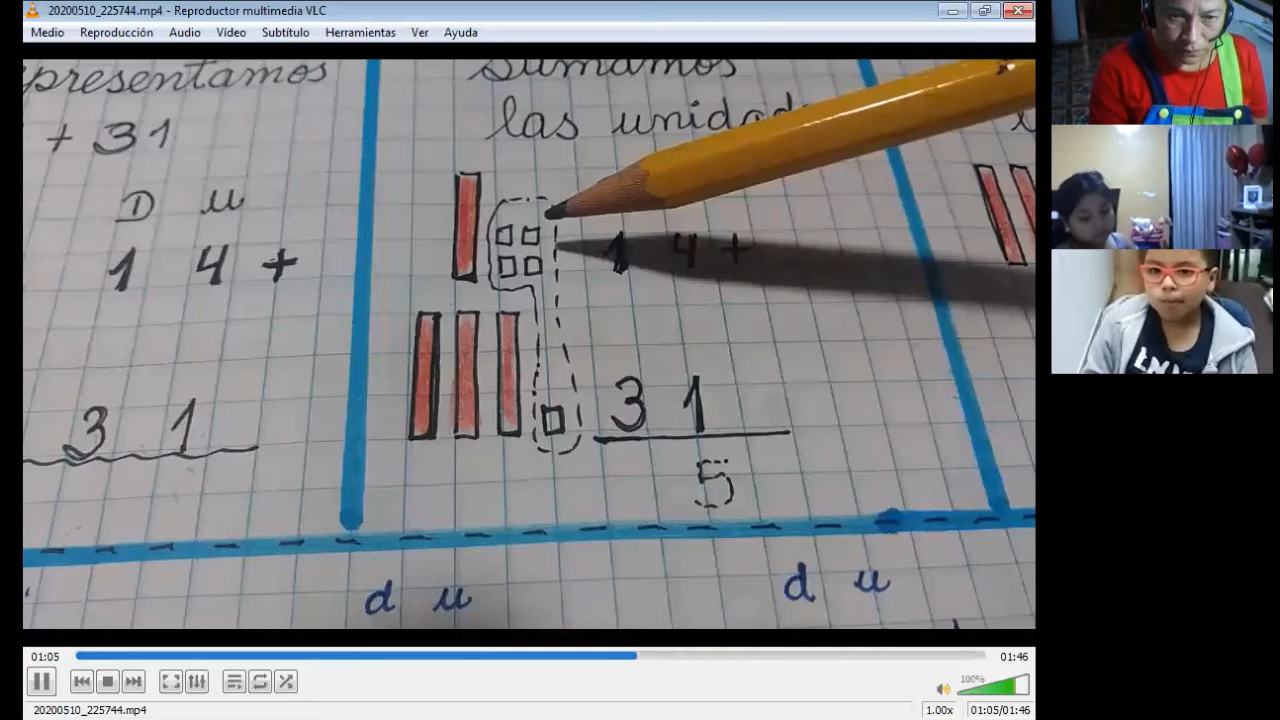 20200510_225744.mp4 - Reproductor multimedia VLC
Medio Reproducción Audio Vídeo Subtítulo Herramientas Ver Ayuda
presentamos
+ 31
D u
1 4 +
3 1
Sumamos
las
1 4 +
3 1
5
d u
d u
01:05
01:46
100%
20200510_225744.mp4
1.00x
01:05/01:46